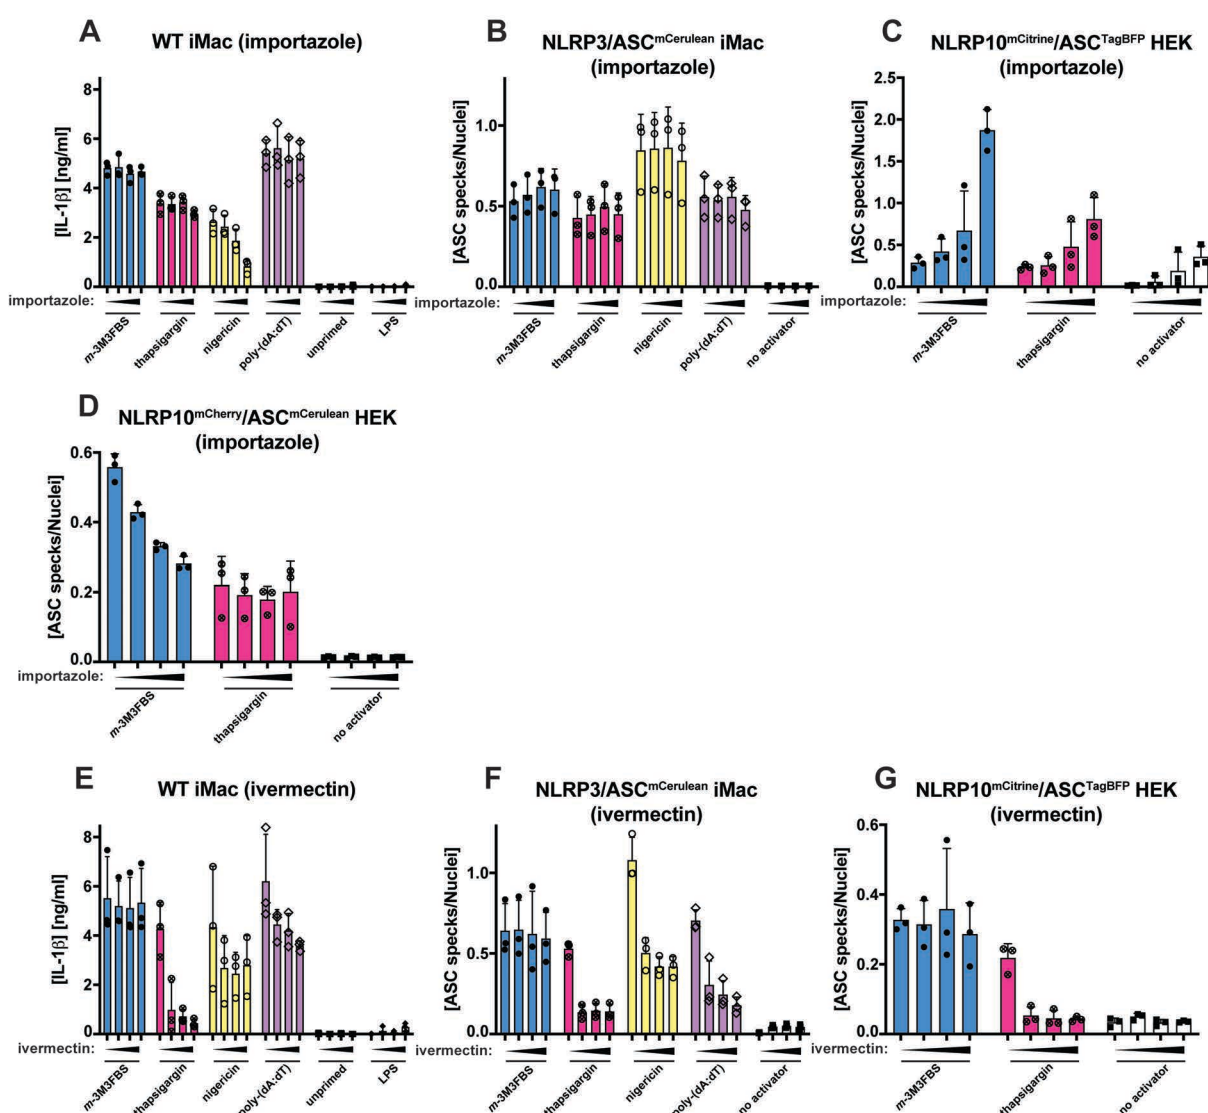 A
WT iMac (importazole)
[IL-1β] [ng/ml]
8
6
4
2
0
importazole:
m-3M3FBS
thapsigargin
nigericin
poly-(dA:dT)
unprimed
LPS
B
NLRP3/ASCmCerulean iMac
(importazole)
[ASC specks/Nuclei]
1.0
0.5
0.0
importazole:
m-3M3FBS
thapsigargin
nigericin
poly-(dA:dT)
no activator
C
NLRP10mCitrine/ASCTagBFP HEK
(importazole)
[ASC specks/Nuclei]
2.5
2.0
1.5
1.0
0.5
0.0
importazole:
m-3M3FBS
thapsigargin
no activator
D
NLRP10mCherry/ASCmCerulean HEK
(importazole)
[ASC specks/Nuclei]
0.6
0.4
0.2
0.0
importazole:
m-3M3FBS
thapsigargin
no activator
E
WT iMac (ivermectin)
[IL-1β] [ng/ml]
8
6
4
2
0
ivermectin:
m-3M3FBS
thapsigargin
nigericin
poly-(dA:dT)
unprimed
LPS
F
NLRP3/ASCmCerulean iMac
(ivermectin)
[ASC specks/Nuclei]
1.0
0.5
0.0
ivermectin:
m-3M3FBS
thapsigargin
nigericin
poly-(dA:dT)
no activator
G
NLRP10mCitrine/ASCTagBFP HEK
(ivermectin)
[ASC specks/Nuclei]
0.6
0.4
0.2
0.0
ivermectin:
m-3M3FBS
thapsigargin
no activator